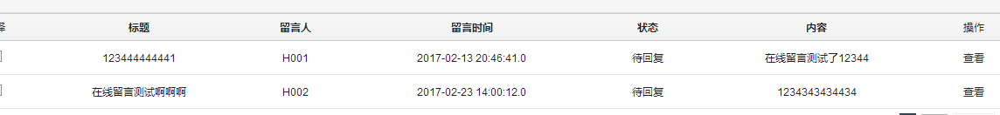 标题 留言人 留言时间 状态 内容 操作
123444444441 H001 2017-02-13 20:46:41.0 待回复 在线留言测试了12344 查看
在线留言测试啊啊啊 H002 2017-02-23 14:00:12.0 待回复 1234343434434 查看